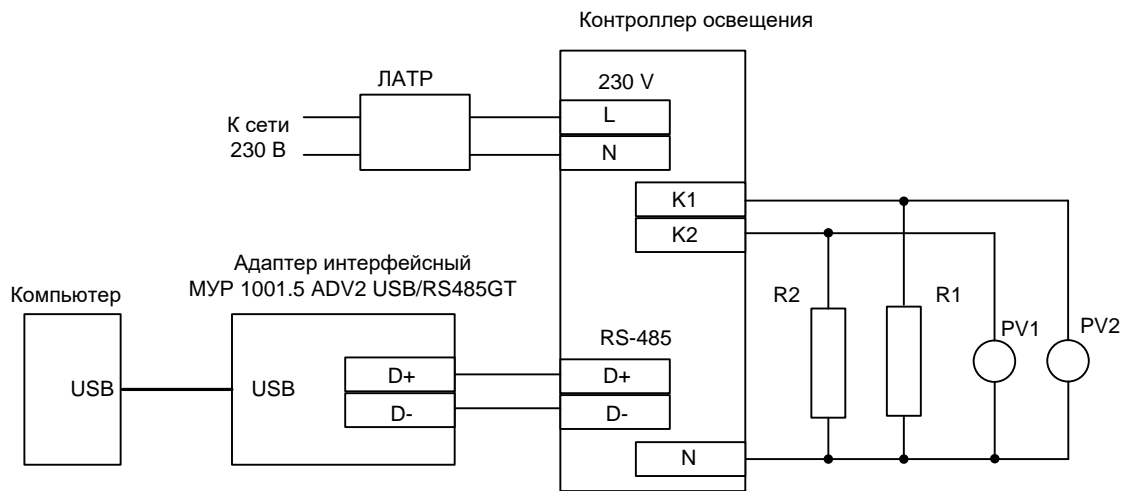 Контроллер освещения
ЛАТР
230 V
К сети
230 В
L
N
K1
K2
Адаптер интерфейсный
МУР 1001.5 ADV2 USB/RS485GT
Компьютер
R2
R1
PV1
PV2
RS-485
USB
USB
D+
D-
D+
D-
N